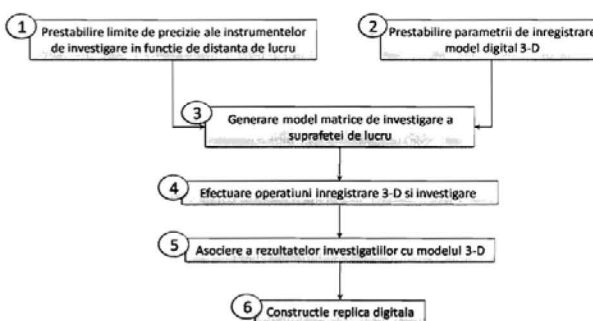 1
Prestabilire limite de precizie ale instrumentelor
de investigare in functie de distanta de lucru
2
Prestabilire parametrii de inregistrare
model digital 3-D
3
Generare model matrice de investigare a
suprafetei de lucru
4
Efectuare operatiuni inregistrare 3-D si investigare
5
Asociere a rezultatelor investigatiilor cu modelul 3-D
6
Constructie replica digitala